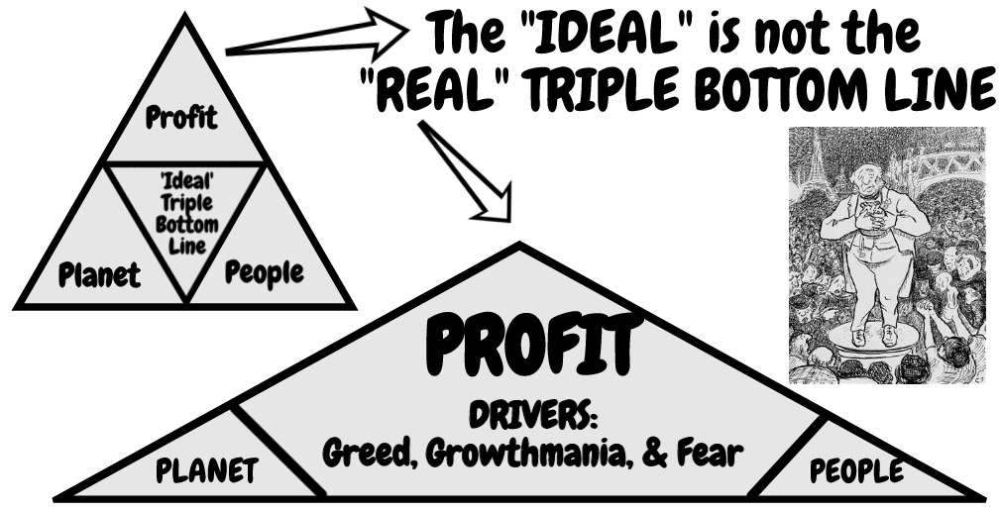 The "IDEAL" is not the
"REAL" TRIPLE BOTTOM LINE
Profit
'Ideal'
Triple
Bottom
Line
Planet
People
PROFIT
DRIVERS:
Greed, Growthmania, & Fear
PLANET
PEOPLE